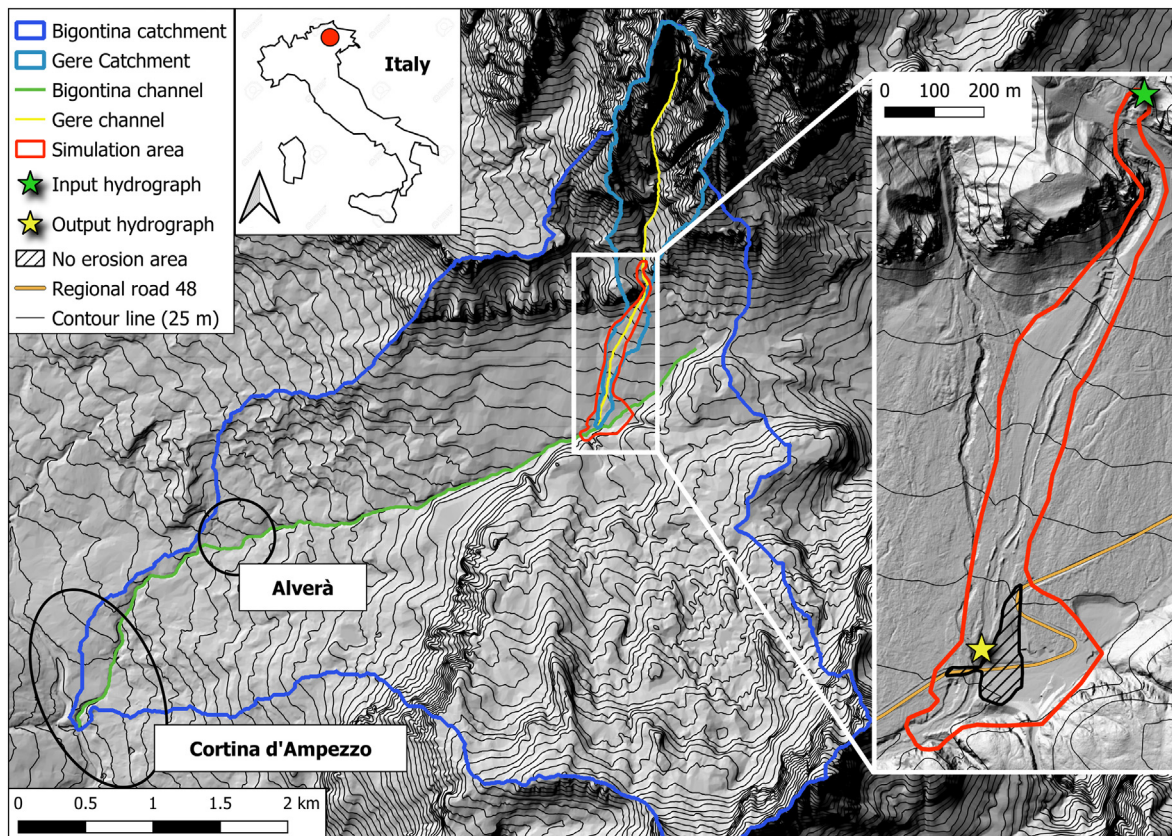 Bigontina catchment
Gere Catchment
Bigontina channel
Gere channel
Simulation area
Input hydrograph
Output hydrograph
No erosion area
Regional road 48
Contour line (25 m)
Italy
0 100 200 m
Alverà
Cortina d'Ampezzo
0 0.5 1 1.5 2 km